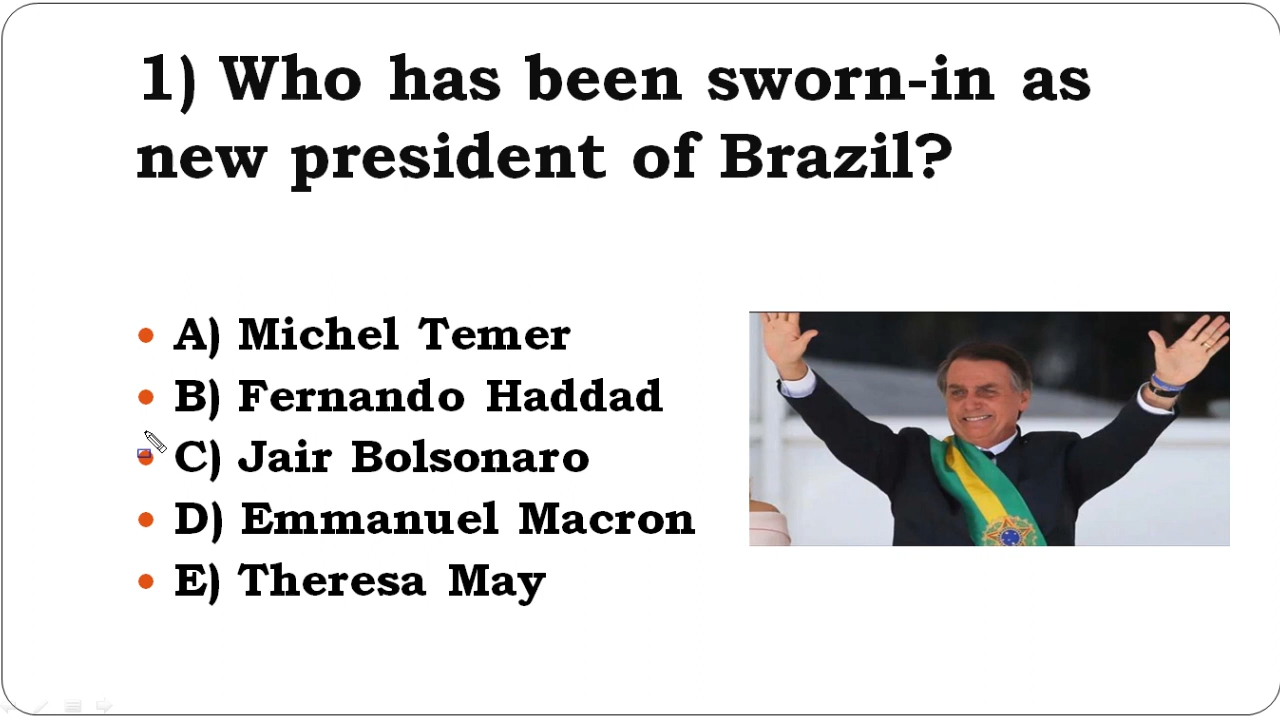 1) Who has been sworn-in as
new president of Brazil?
A) Michel Temer
B) Fernando Haddad
C) Jair Bolsonaro
D) Emmanuel Macron
E) Theresa May